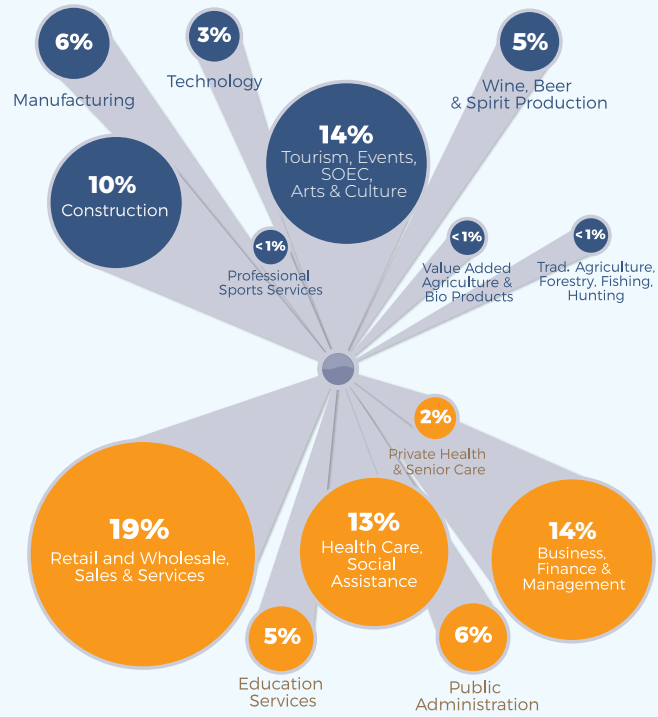 6%
Manufacturing
3%
Technology
5%
Wine, Beer
& Spirit Production
14%
Tourism, Events,
SOEC,
Arts & Culture
10%
Construction
<1%
Professional
Sports Services
<1%
Value Added
Agriculture &
Bio Products
<1%
Trad. Agriculture,
Forestry, Fishing,
Hunting
2%
Private Health
& Senior Care
19%
Retail and Wholesale,
Sales & Services
13%
Health Care,
Social
Assistance
14%
Business,
Finance &
Management
5%
Education
Services
6%
Public
Administration